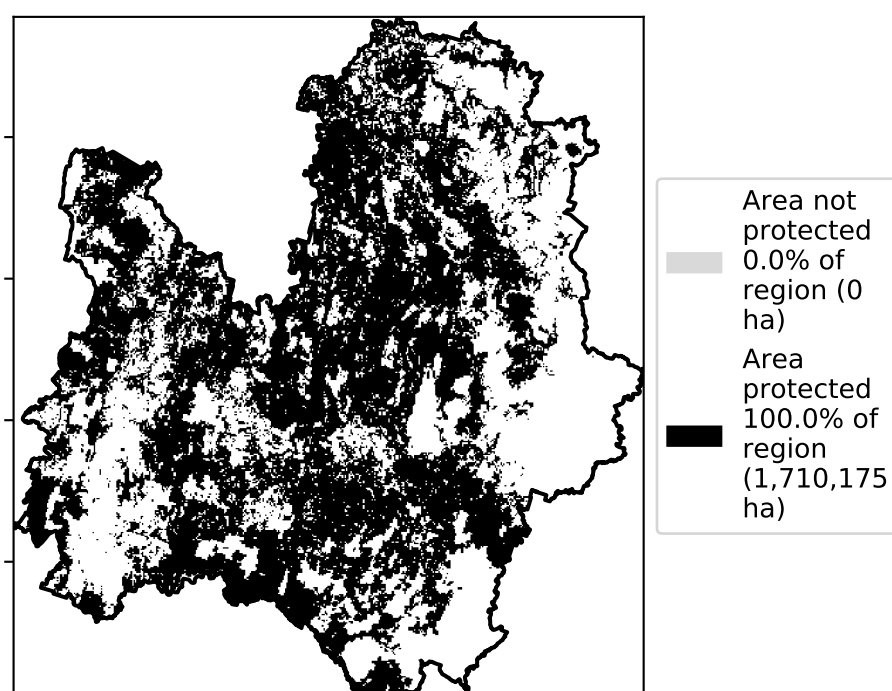 Area not
protected
0.0% of
region (0
ha)
Area
protected
100.0% of
region
(1,710,175
ha)